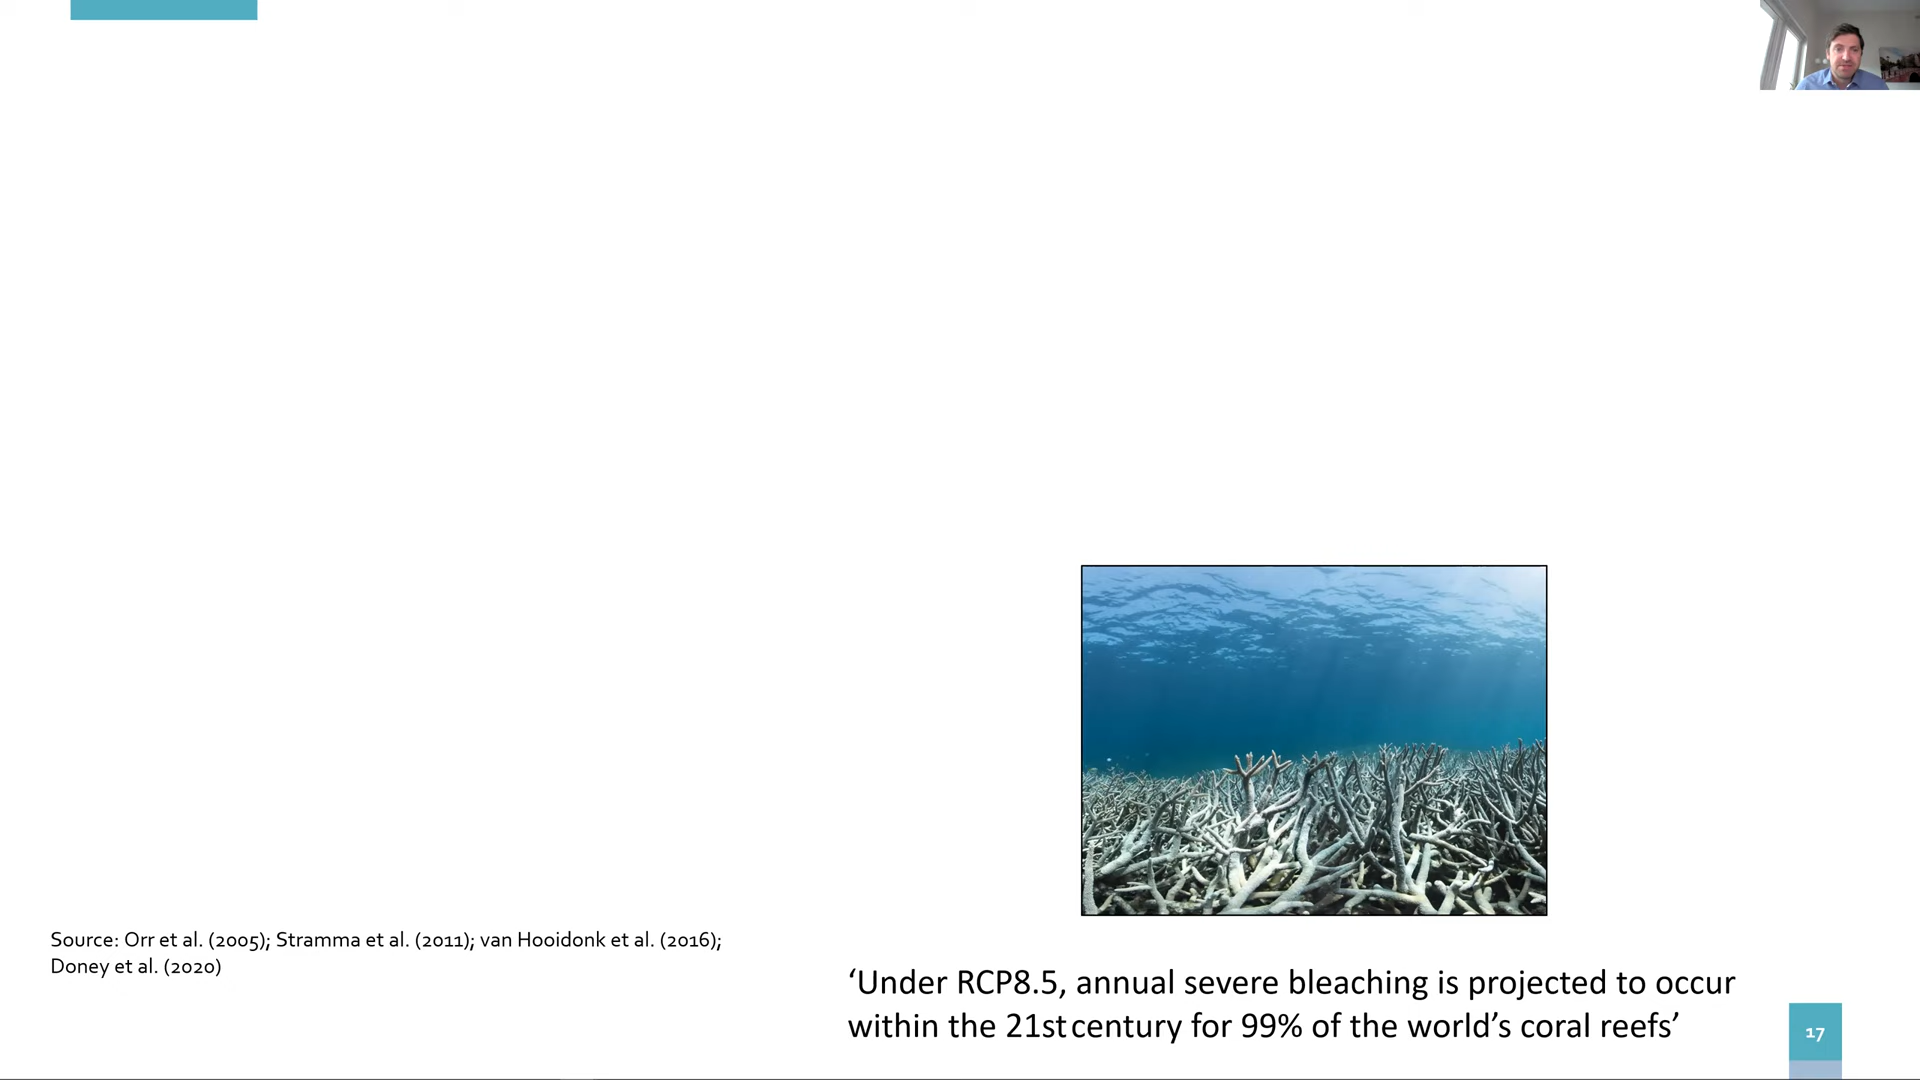 Source: Orr et al. (2005); Stramma et al. (2011); van Hooidonk et al. (2016);
Doney et al. (2020)
‘Under RCP8.5, annual severe bleaching is projected to occur
within the 21st century for 99% of the world’s coral reefs’
17